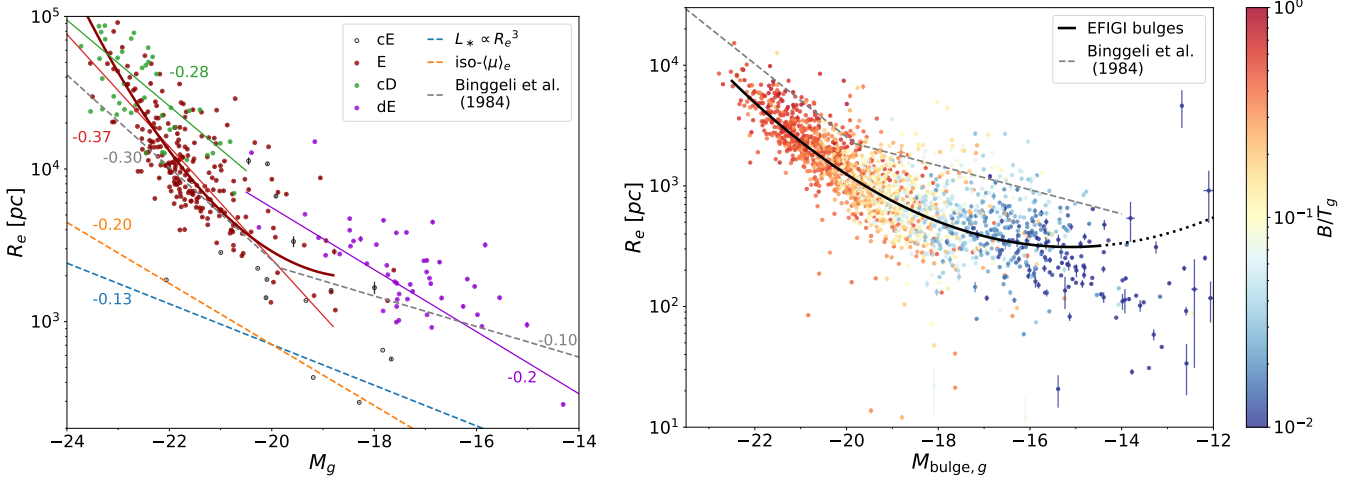 10^5
10^4
10^3
R_e [pc]
-0.28
-0.37
-0.30
-0.20
-0.13
-0.10
-0.2
cE
E
cD
dE
L_* ∝ R_e^3
iso-⟨μ⟩_e
Binggeli et al.
(1984)
−24 −22 −20 −18 −16 −14
M_g
10^4
10^3
10^2
10^1
R_e [pc]
EFIGI bulges
Binggeli et al.
(1984)
−22 −20 −18 −16 −14 −12
M_bulge, g
10^0
10^−1
10^−2
B/T_g